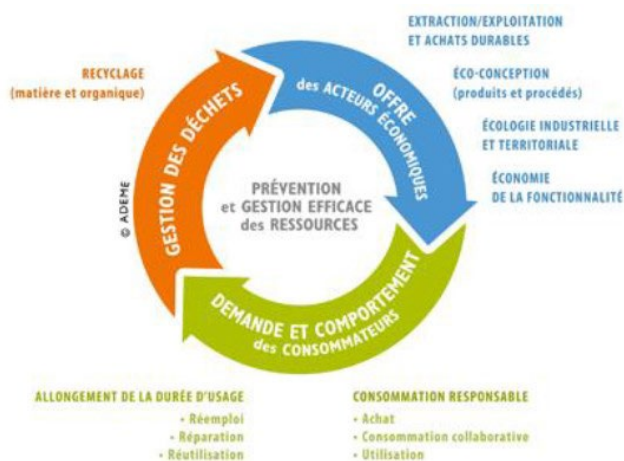 EXTRACTION/EXPLOITATION
ET ACHATS DURABLES
RECYCLAGE
(matière et organique)
ÉCO-CONCEPTION
(produits et procédés)
ÉCOLOGIE INDUSTRIELLE
ET TERRITORIALE
ÉCONOMIE
DE LA FONCTIONNALITÉ
OFFRE
des ACTEURS ÉCONOMIQUES
GESTION DES DÉCHETS
© ADEME
PRÉVENTION
et GESTION EFFICACE
des RESSOURCES
DEMANDE ET COMPORTEMENT
des CONSOMMATEURS
ALLONGEMENT DE LA DURÉE D'USAGE
• Réemploi
• Réparation
• Réutilisation
CONSOMMATION RESPONSABLE
• Achat
• Consommation collaborative
• Utilisation